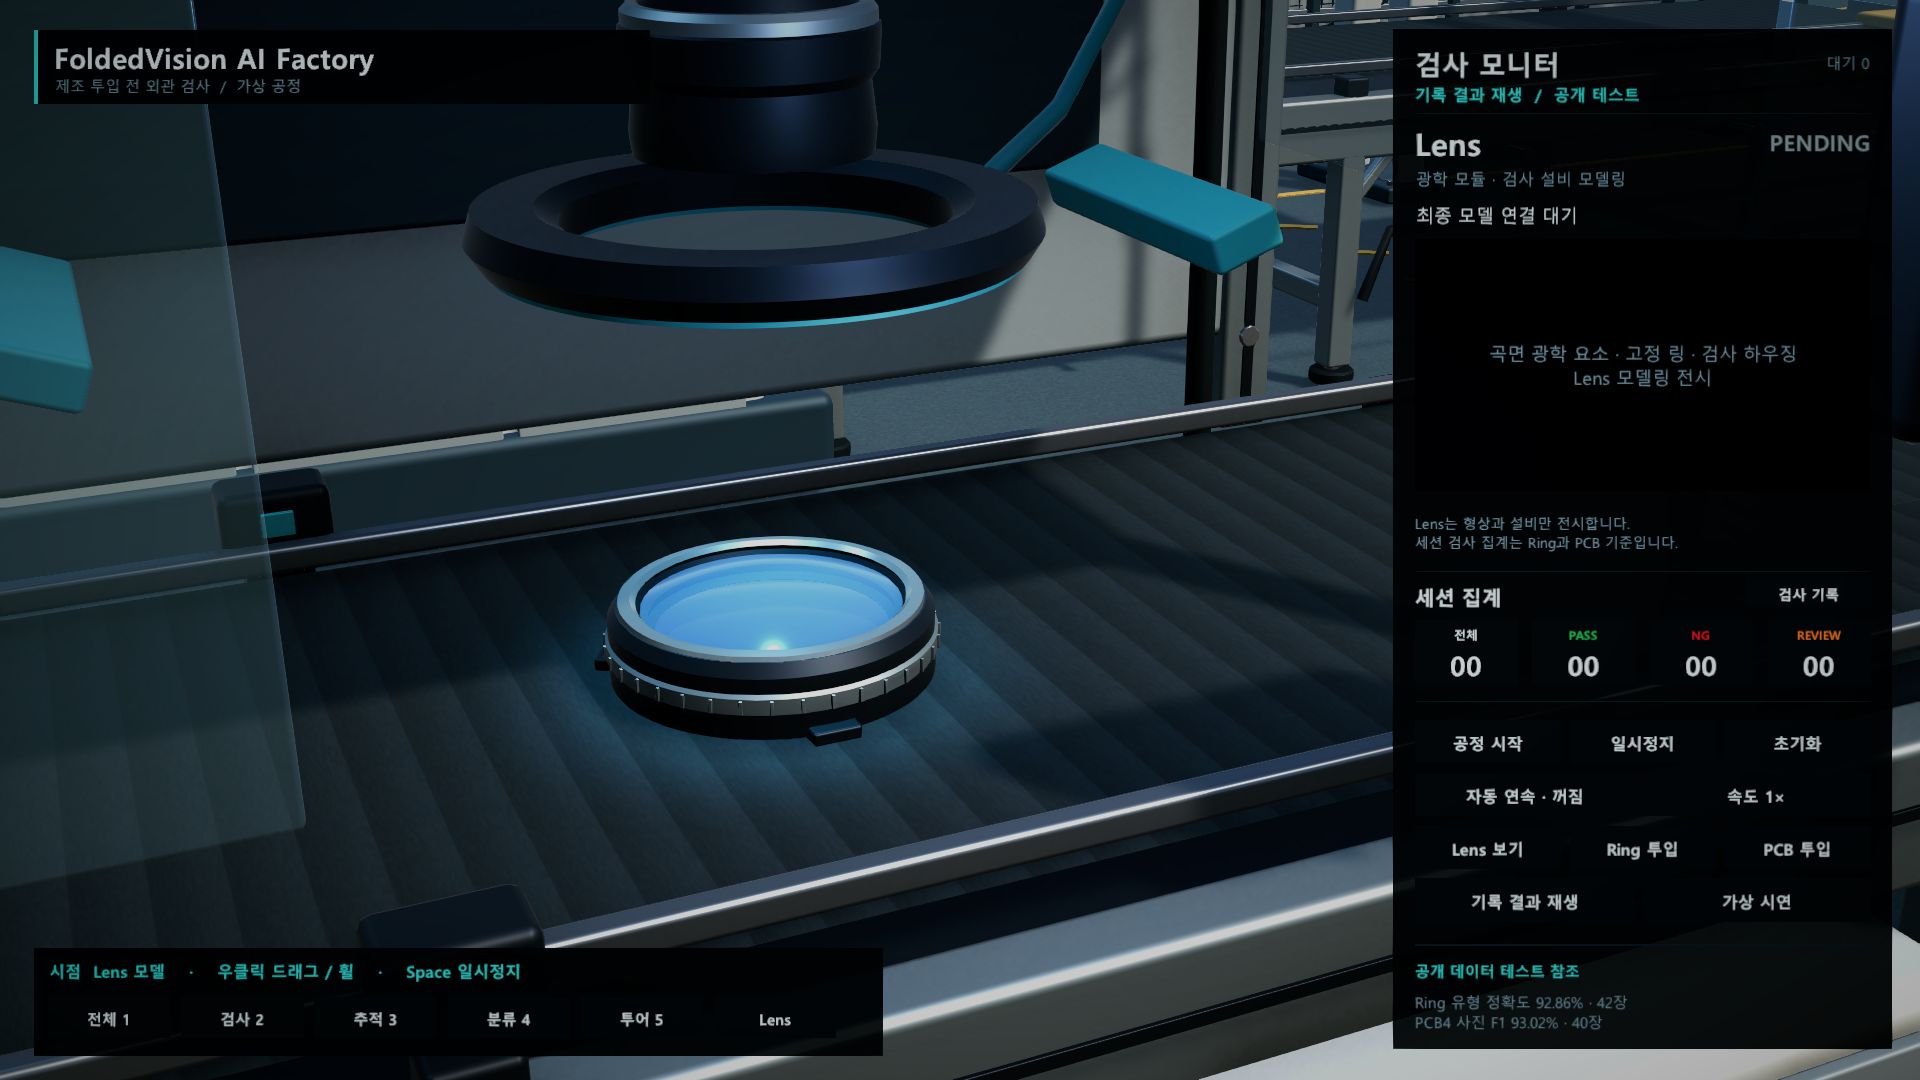 FoldedVision AI Factory
제조 투입 전 외관 검사 / 가상 공정
검사 모니터
대기 0
기록 결과 재생 / 공개 테스트
Lens
PENDING
광학 모듈 · 검사 설비 모델링
최종 모델 연결 대기
곡면 광학 요소 · 고정 링 · 검사 하우징
Lens 모델링 전시
Lens는 형상과 설비만 전시합니다.
세션 검사 집계는 Ring과 PCB 기준입니다.
세션 집계
검사 기록
전체 PASS NG REVIEW
00 00 00 00
공정 시작 일시정지 초기화
자동 연속 · 꺼짐 속도 1×
Lens 보기 Ring 투입 PCB 투입
기록 결과 재생 가상 시연
공개 데이터 테스트 참조
Ring 유형 정확도 92.86% · 42장
PCB4 사진 F1 93.02% · 40장
시점 Lens 모델 · 우클릭 드래그 / 휠 · Space 일시정지
전체 1 검사 2 추적 3 분류 4 투어 5 Lens